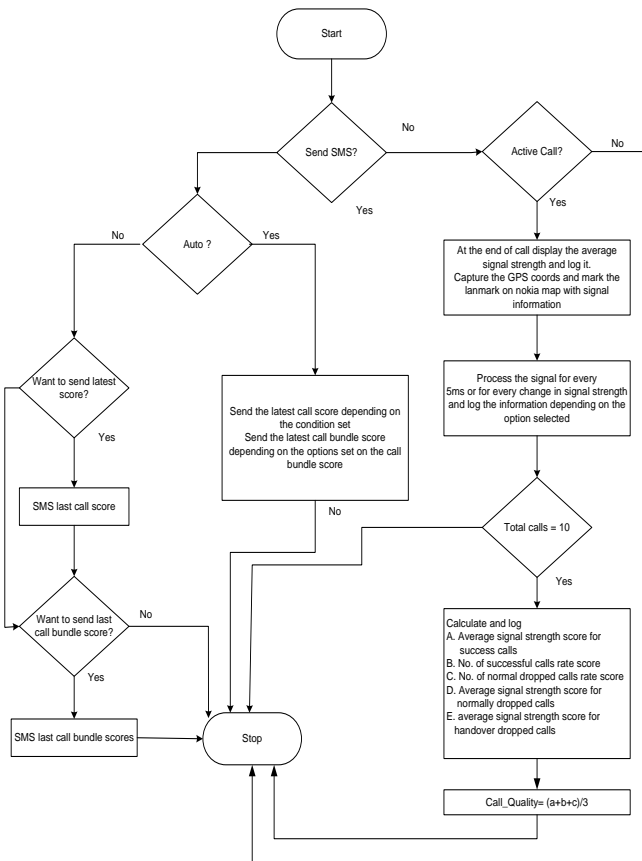 Start
Send SMS?
No
Active Call?
No
Yes
Yes
Auto ?
No
Yes
At the end of call display the average
signal strength and log it.
Capture the GPS coords and mark the
lanmark on nokia map with signal
information
Want to send latest
score?
Yes
Send the latest call score depending on
the condition set
Send the latest call bundle score
depending on the options set on the call
bundle score
No
Process the signal for every
5ms or for every change in signal strength
and log the information depending on the
option selected
SMS last call score
Total calls = 10
Yes
Want to send last
call bundle score?
No
Yes
Calculate and log
A. Average signal strength score for
success calls
B. No. of successful calls rate score
C. No. of normal dropped calls rate score
D. Average signal strength score for
normally dropped calls
E. average signal strength score for
handover dropped calls
SMS last call bundle scores
Stop
Call_Quality= (a+b+c)/3